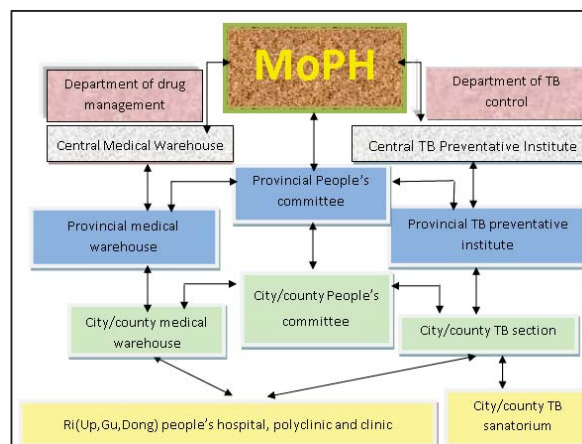 MoPH
Department of drug
management
Department of TB
control
Central Medical Warehouse
Central TB Preventative Institute
Provincial People's
committee
Provincial medical
warehouse
Provincial TB preventative
institute
City/county People's
committee
City/county medical
warehouse
City/county TB section
Ri(Up,Gu,Dong) people's hospital, polyclinic and clinic
City/county TB
sanatorium